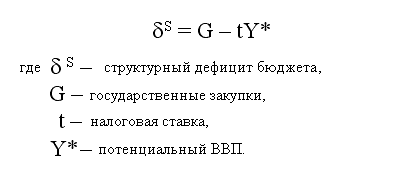 δˢ = G – tY*
где δ ˢ – структурный дефицит бюджета,
G – государственные закупки,
t – налоговая ставка,
Y* – потенциальный ВВП.